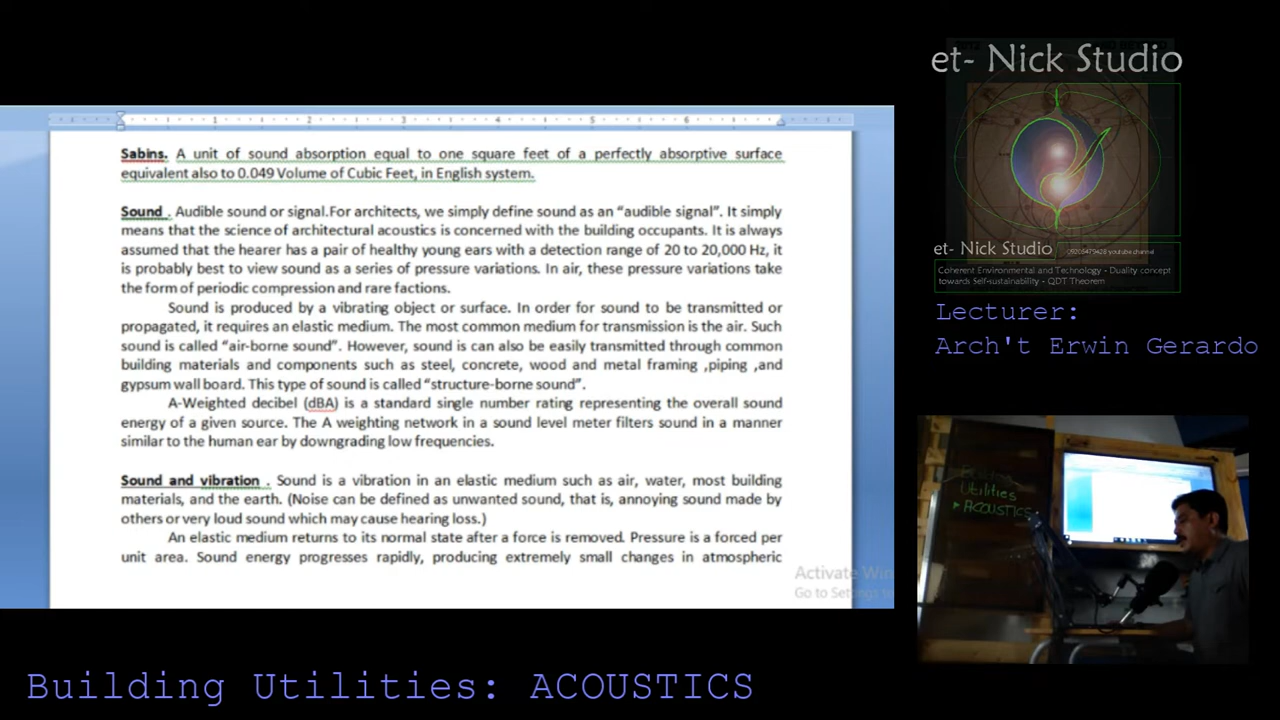 et- Nick Studio
Sabins. A unit of sound absorption equal to one square feet of a perfectly absorptive surface
equivalent also to 0.049 Volume of Cubic Feet, in English system.
Sound . Audible sound or signal.For architects, we simply define sound as an “audible signal”. It simply
means that the science of architectural acoustics is concerned with the building occupants. It is always
assumed that the hearer has a pair of healthy young ears with a detection range of 20 to 20,000 Hz, it
is probably best to view sound as a series of pressure variations. In air, these pressure variations take
the form of periodic compression and rare factions.
Sound is produced by a vibrating object or surface. In order for sound to be transmitted or
propagated, it requires an elastic medium. The most common medium for transmission is the air. Such
sound is called “air-borne sound”. However, sound is can also be easily transmitted through common
building materials and components such as steel, concrete, wood and metal framing ,piping ,and
gypsum wall board. This type of sound is called “structure-borne sound”.
A-Weighted decibel (dBA) is a standard single number rating representing the overall sound
energy of a given source. The A weighting network in a sound level meter filters sound in a manner
similar to the human ear by downgrading low frequencies.
Sound and vibration . Sound is a vibration in an elastic medium such as air, water, most building
materials, and the earth. (Noise can be defined as unwanted sound, that is, annoying sound made by
others or very loud sound which may cause hearing loss.)
An elastic medium returns to its normal state after a force is removed. Pressure is a forced per
unit area. Sound energy progresses rapidly, producing extremely small changes in atmospheric
Activate Win
Go to Settings
et- Nick Studio
09206479428 youtube channel
Coherent Environmental and Technology - Duality concept
towards Self-sustainability - QDT Theorem
Lecturer:
Arch't Erwin Gerardo
Utilities
ACOUSTICS
Building Utilities: ACOUSTICS